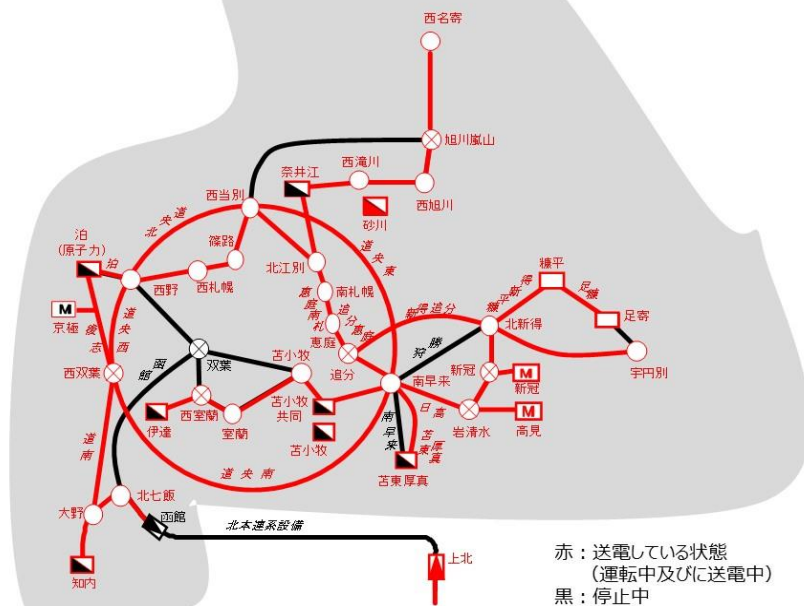 西名寄
旭川嵐山
西滝川
奈井江
西旭川
砂川
西当別
道央北
道央東
篠路
泊
(原子力)
泊
西野
西札幌
北江別
南札幌
恵庭南札
追分恵庭
恵庭
新得追分
糠平新得
糠平
足糠
足寄
北新得
宇円別
M
京極
後志
道央西
西双葉
函館
双葉
苫小牧
追分
狩勝
南早来
新冠
M
新冠
日高
岩清水
M
高見
伊達
西室蘭
室蘭
苫小牧
共同
苫小牧
南早来
苫東厚真
苫東厚真
道南
道央南
北七飯
大野
函館
知内
北本連系設備
上北
赤：送電している状態
（運転中及びに送電中）
黒：停止中